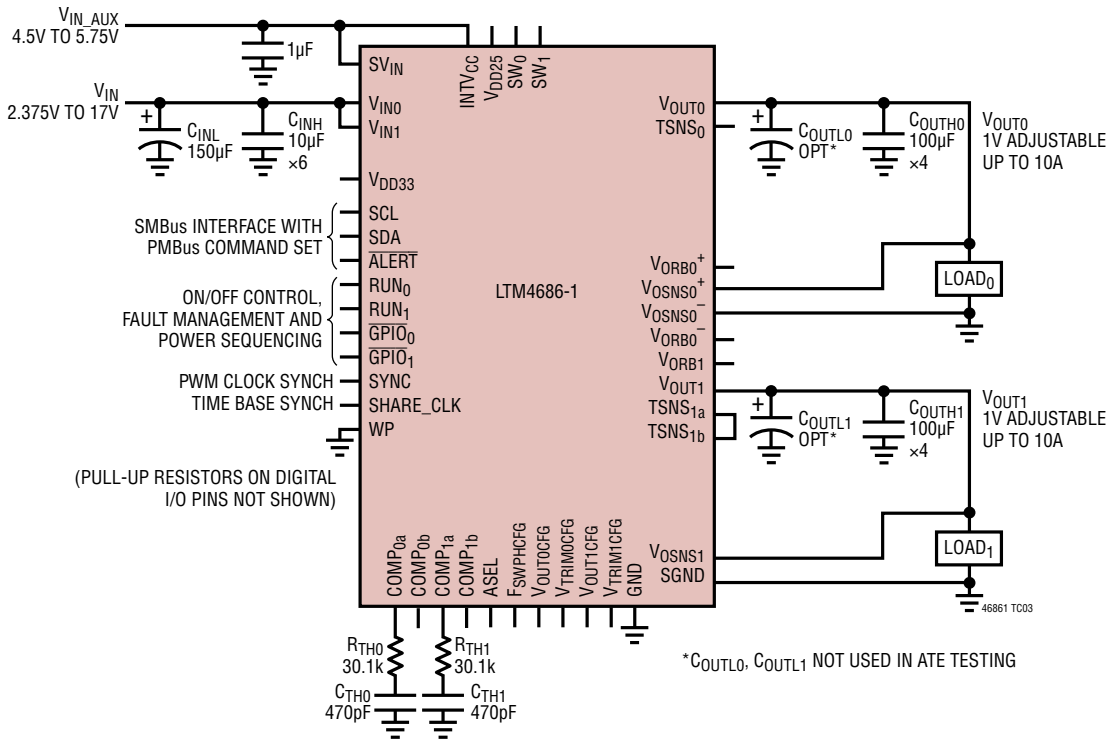 VIN_AUX
4.5V TO 5.75V
1µF
VIN
2.375V TO 17V
+
CINL
150µF
CINH
10µF
×6
SMBus INTERFACE WITH
PMBus COMMAND SET
ON/OFF CONTROL,
FAULT MANAGEMENT AND
POWER SEQUENCING
PWM CLOCK SYNCH
TIME BASE SYNCH
(PULL-UP RESISTORS ON DIGITAL
I/O PINS NOT SHOWN)
SVIN
VIN0
VIN1
VDD33
SCL
SDA
ALERT
RUN0
RUN1
GPIO0
GPIO1
SYNC
SHARE_CLK
WP
INTVCC
VDD25
SW0
SW1
LTM4686-1
VOUT0
TSNS0
VORB0+
VOSNS0+
VOSNS0–
VORB0–
VORB1
VOUT1
TSNS1a
TSNS1b
VOSNS1
SGND
COMP0a
COMP0b
COMP1a
COMP1b
ASEL
FSWPHCFG
VOUT0CFG
VTRIM0CFG
VOUT1CFG
VTRIM1CFG
GND
+
COUTL0
OPT*
COUTH0
100µF
×4
VOUT0
1V ADJUSTABLE
UP TO 10A
LOAD0
+
COUTL1
OPT*
COUTH1
100µF
×4
VOUT1
1V ADJUSTABLE
UP TO 10A
LOAD1
46861 TC03
RTH0
30.1k
RTH1
30.1k
CTH0
470pF
CTH1
470pF
*COUTL0, COUTL1 NOT USED IN ATE TESTING